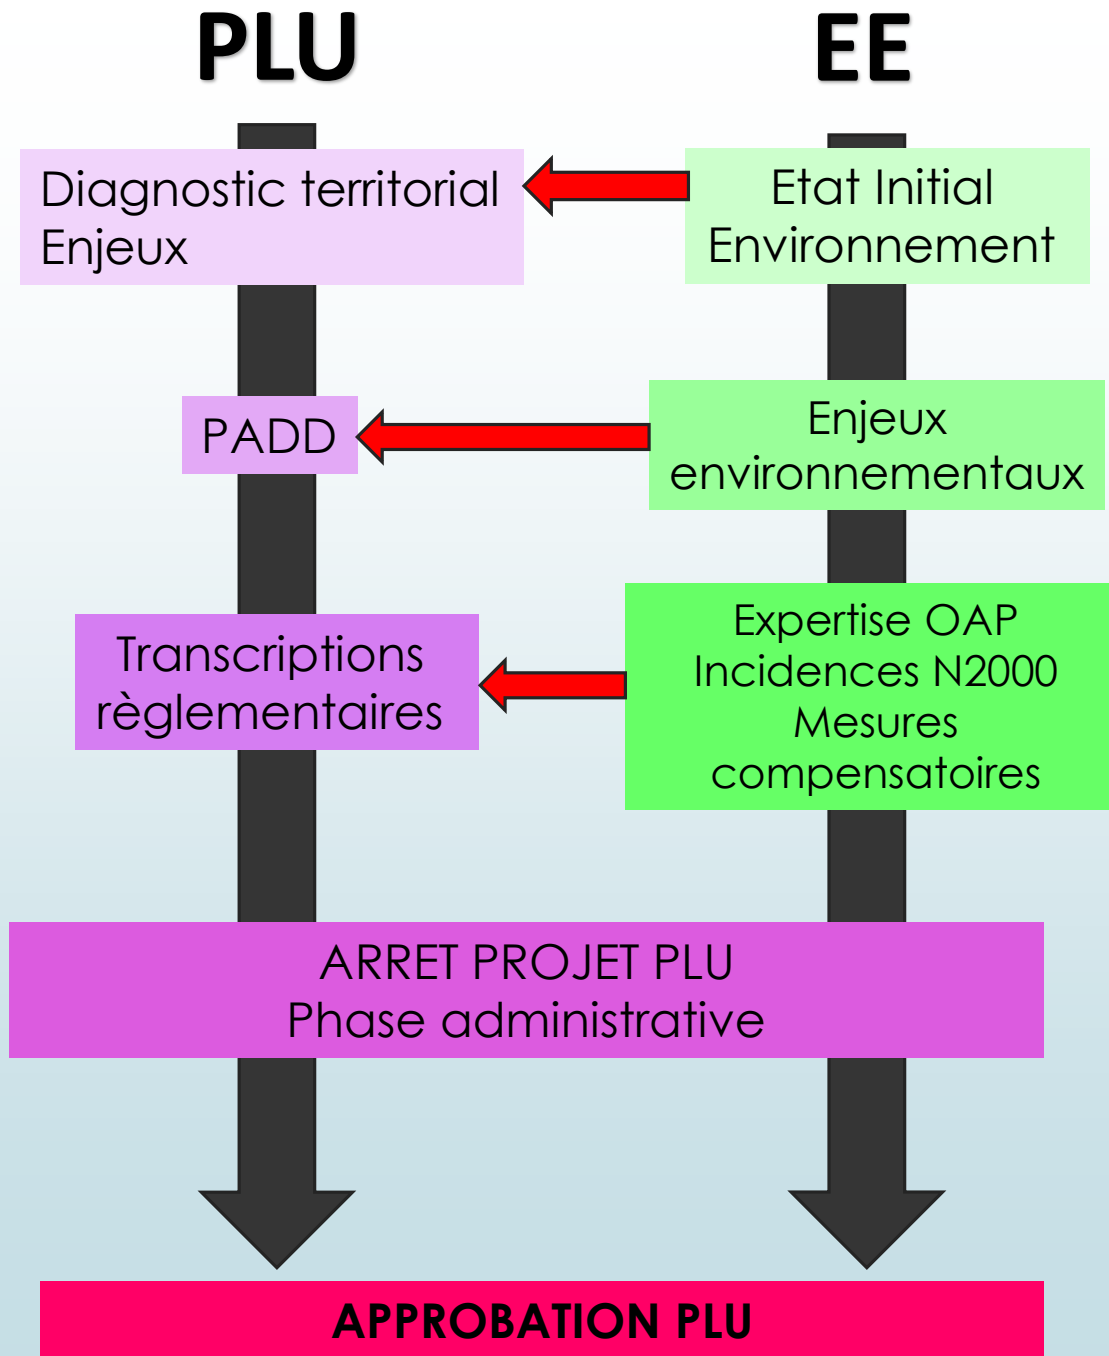 PLU
EE
Diagnostic territorial
Enjeux
Etat Initial
Environnement
PADD
Enjeux
environnementaux
Transcriptions
règlementaires
Expertise OAP
Incidences N2000
Mesures
compensatoires
ARRET PROJET PLU
Phase administrative
APPROBATION PLU